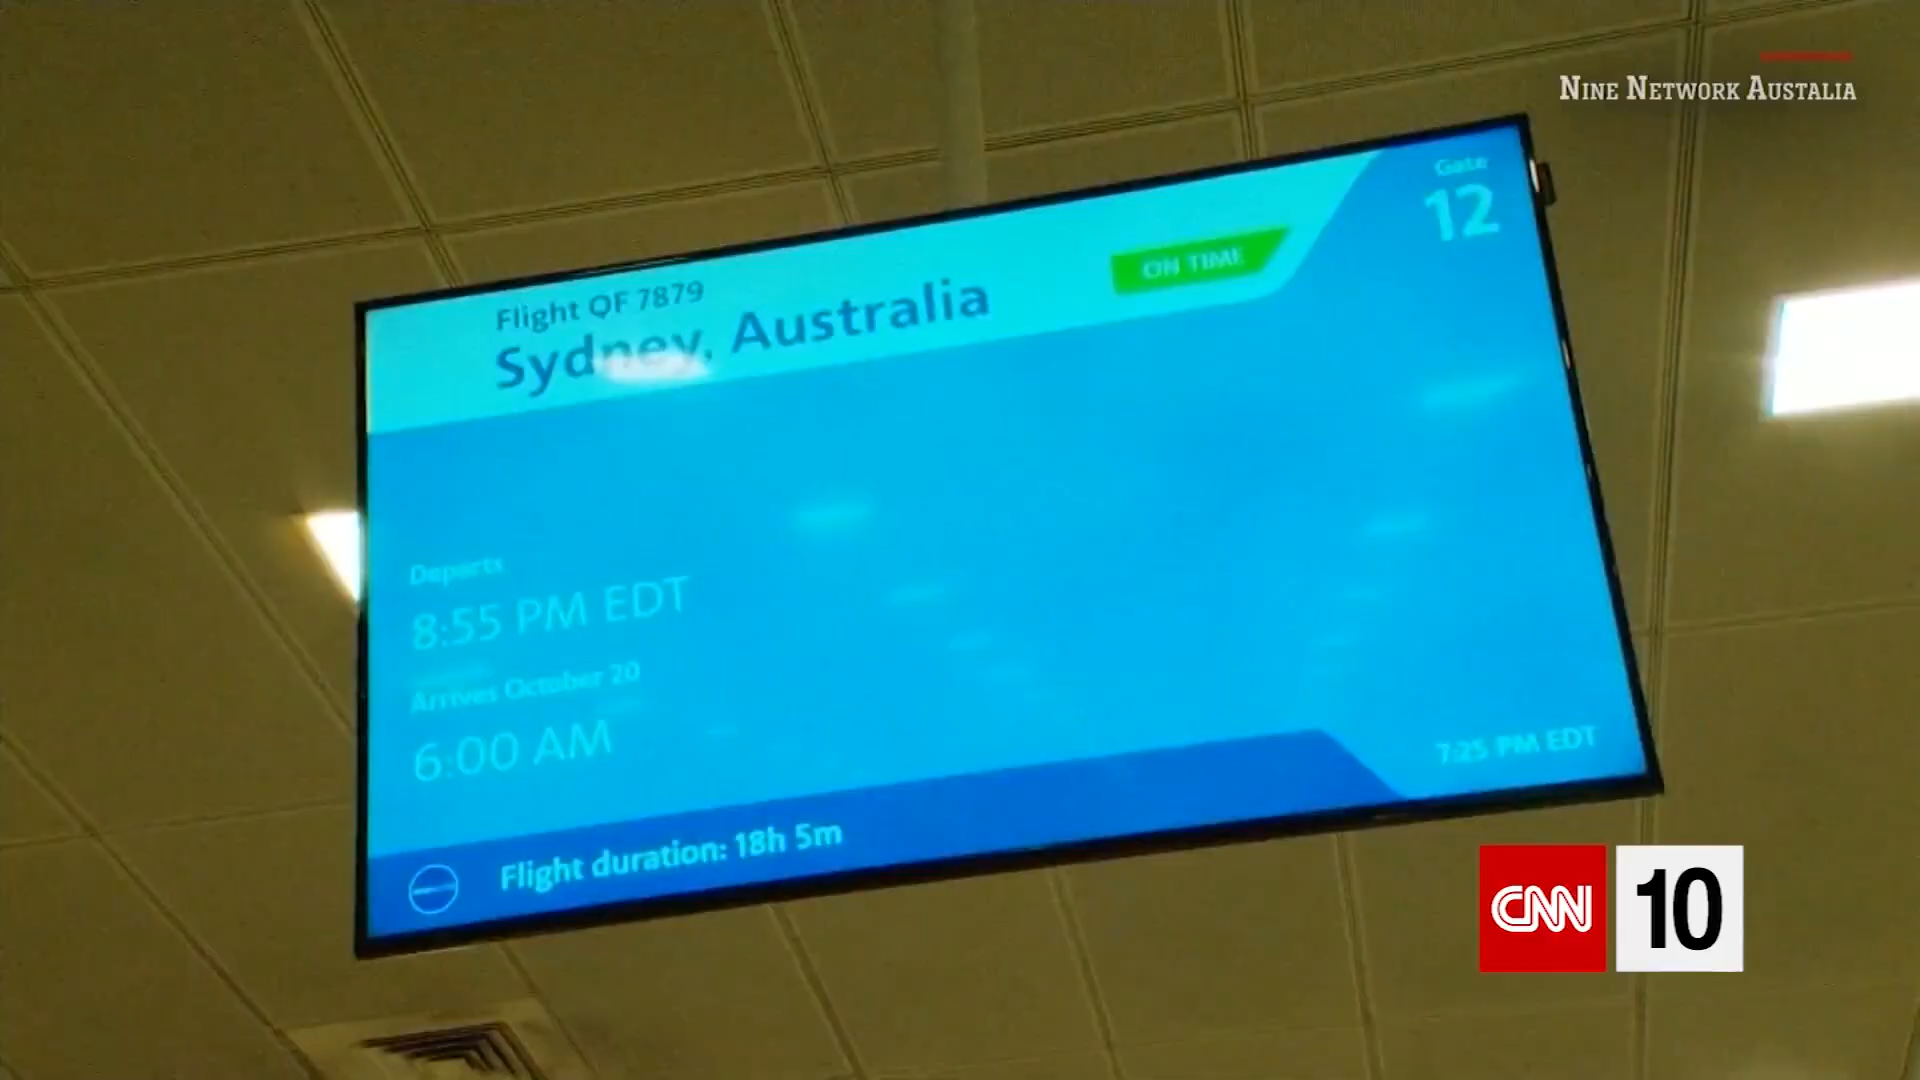 NINE NETWORK AUSTALIA
Gate
12
ON TIME
Flight QF 7879
Sydney, Australia
Departs
8:55 PM EDT
Arrives October 20
6:00 AM
7:25 PM EDT
Flight duration: 18h 5m
CNN 10